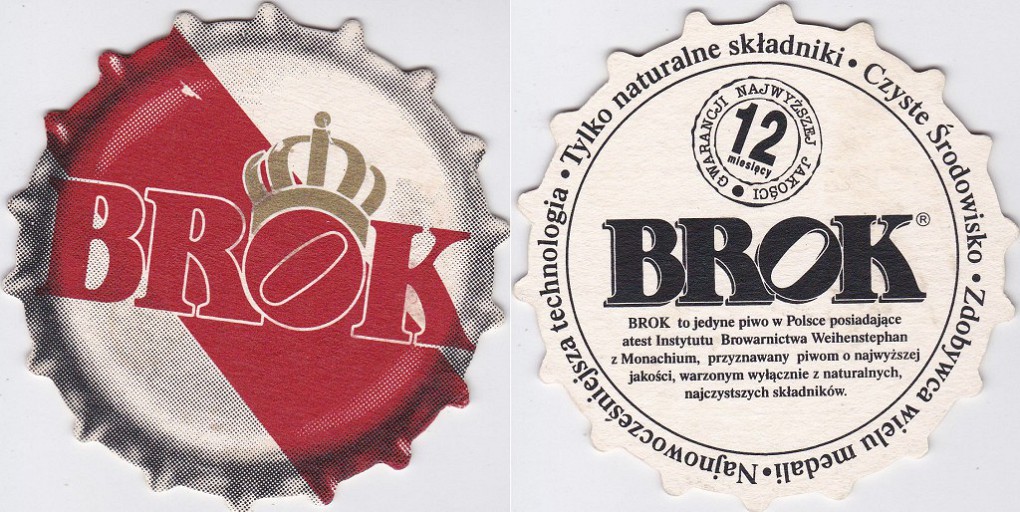 BROK
Tylko naturalne składniki • Czyste Środowisko • Zdobywca wielu medali • Najnowocześniejsza technologia •
GWARANCJI NAJWYŻSZEJ JAKOŚCI
12
miesięcy
BROK®
BROK to jedyne piwo w Polsce posiadające
atest Instytutu Browarnictwa Weihenstephan
z Monachium, przyznawany piwom o najwyższej
jakości, warzonym wyłącznie z naturalnych,
najczystszych składników.